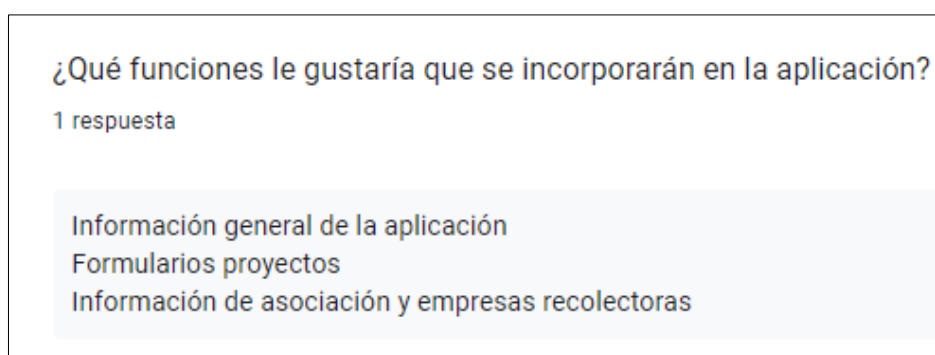 ¿Qué funciones le gustaría que se incorporarán en la aplicación?
1 respuesta
Información general de la aplicación
Formularios proyectos
Información de asociación y empresas recolectoras